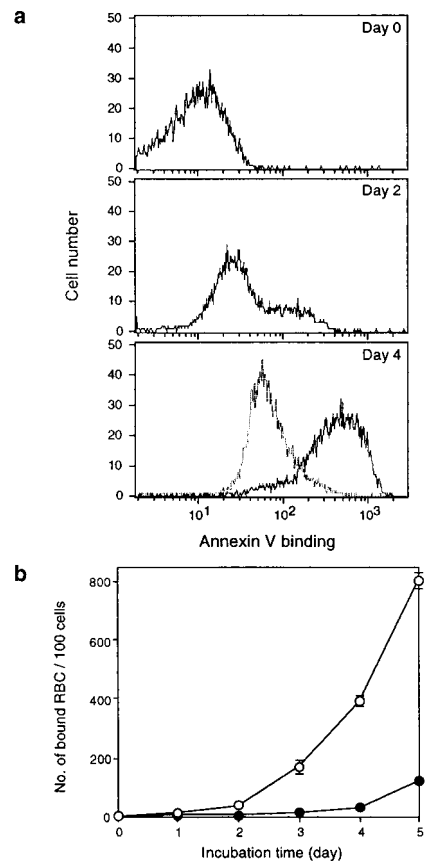 a
Day 0
50
40
30
20
10
0
Day 2
50
40
30
20
10
0
Day 4
50
40
30
20
10
0
Cell number
10¹ 10² 10³
Annexin V binding
b
800
600
400
200
0
No. of bound RBC / 100 cells
0 1 2 3 4 5
Incubation time (day)